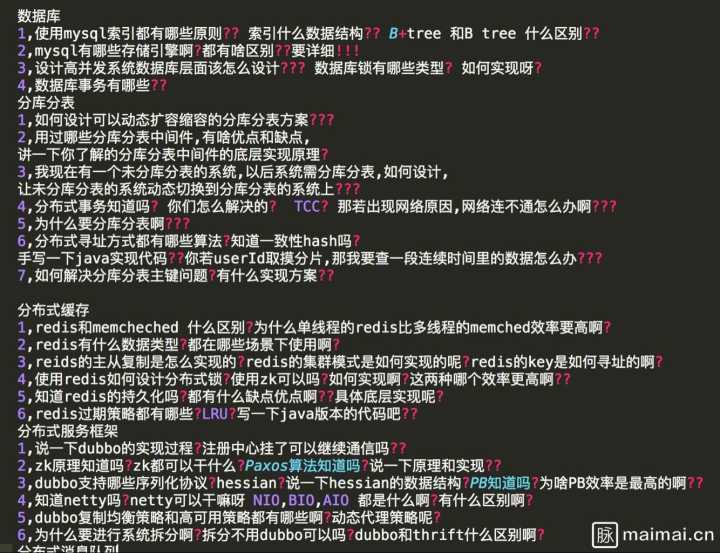 数据库
1,使用mysql索引都有哪些原则?? 索引什么数据结构?? B+tree 和B tree 什么区别??
2,mysql有哪些存储引擎啊?都有啥区别??要详细!!!
3,设计高并发系统数据库层面该怎么设计??? 数据库锁有哪些类型? 如何实现呀?
4,数据库事务有哪些??
分库分表
1,如何设计可以动态扩容缩容的分库分表方案???
2,用过哪些分库分表中间件,有啥优点和缺点,
讲一下你了解的分库分表中间件的底层实现原理?
3,我现在有一个未分库分表的系统,以后系统需分库分表,如何设计,
让未分库分表的系统动态切换到分库分表的系统上???
4,分布式事务知道吗? 你们怎么解决的? TCC? 那若出现网络原因,网络连不通怎么办啊???
5,为什么要分库分表啊???
6,分布式寻址方式都有哪些算法?知道一致性hash吗?
手写一下java实现代码??你若userId取摸分片,那我要查一段连续时间里的数据怎么办???
7,如何解决分库分表主键问题?有什么实现方案??
分布式缓存
1,redis和memcheched 什么区别?为什么单线程的redis比多线程的memched效率要高啊?
2,redis有什么数据类型?都在哪些场景下使用啊?
3,reids的主从复制是怎么实现的?redis的集群模式是如何实现的呢?redis的key是如何寻址的啊?
4,使用redis如何设计分布式锁?使用zk可以吗?如何实现啊?这两种哪个效率更高啊??
5,知道redis的持久化吗?都有什么缺点优点啊??具体底层实现呢?
6,redis过期策略都有哪些?LRU?写一下java版本的代码吧??
分布式服务框架
1,说一下dubbo的实现过程?注册中心挂了可以继续通信吗??
2,zk原理知道吗?zk都可以干什么?Paxos算法知道吗?说一下原理和实现??
3,dubbo支持哪些序列化协议?hessian?说一下hessian的数据结构?PB知道吗?为啥PB效率是最高的啊??
4,知道netty吗?netty可以干嘛呀 NIO,BIO,AIO 都是什么啊?有什么区别啊?
5,dubbo复制均衡策略和高可用策略都有哪些啊?动态代理策略呢?
6,为什么要进行系统拆分啊?拆分不用dubbo可以吗?dubbo和thrift什么区别啊?
分布式消息队列
脉 maimai.cn